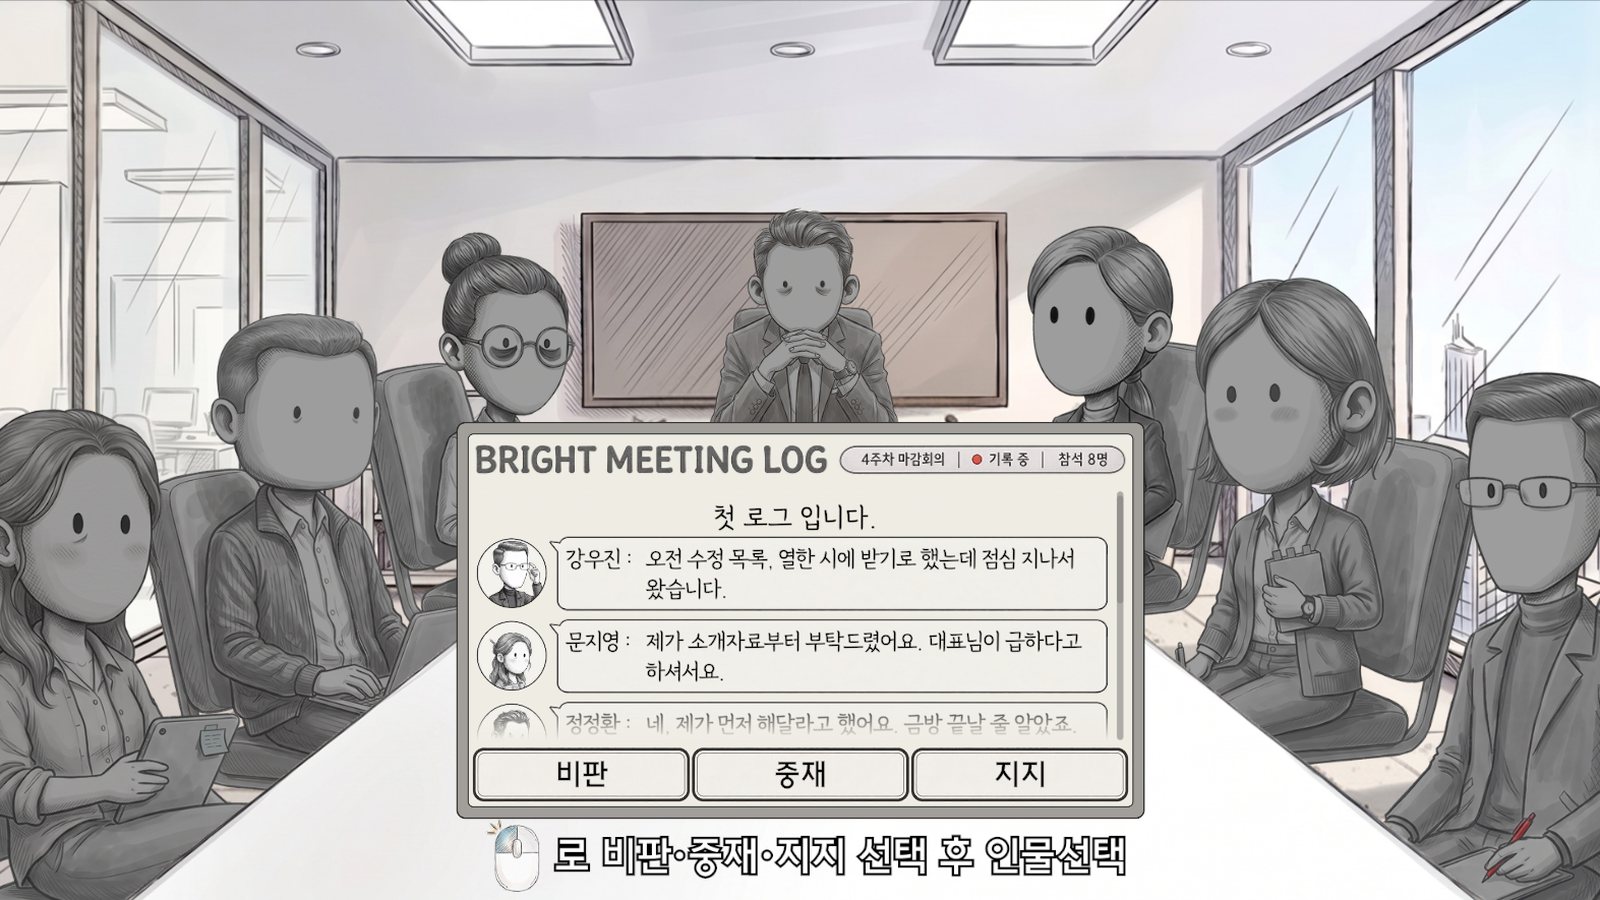 BRIGHT MEETING LOG
4주차 마감회의 | 기록 중 | 참석 8명
첫 로그 입니다.
강우진 : 오전 수정 목록, 열한 시에 받기로 했는데 점심 지나서
왔습니다.
문지영 : 제가 소개자료부터 부탁드렸어요. 대표님이 급하다고
하셔서요.
정정환 : 네, 제가 먼저 해달라고 했어요. 금방 끝날 줄 알았죠.
비판
중재
지지
로 비판·중재·지지 선택 후 인물선택